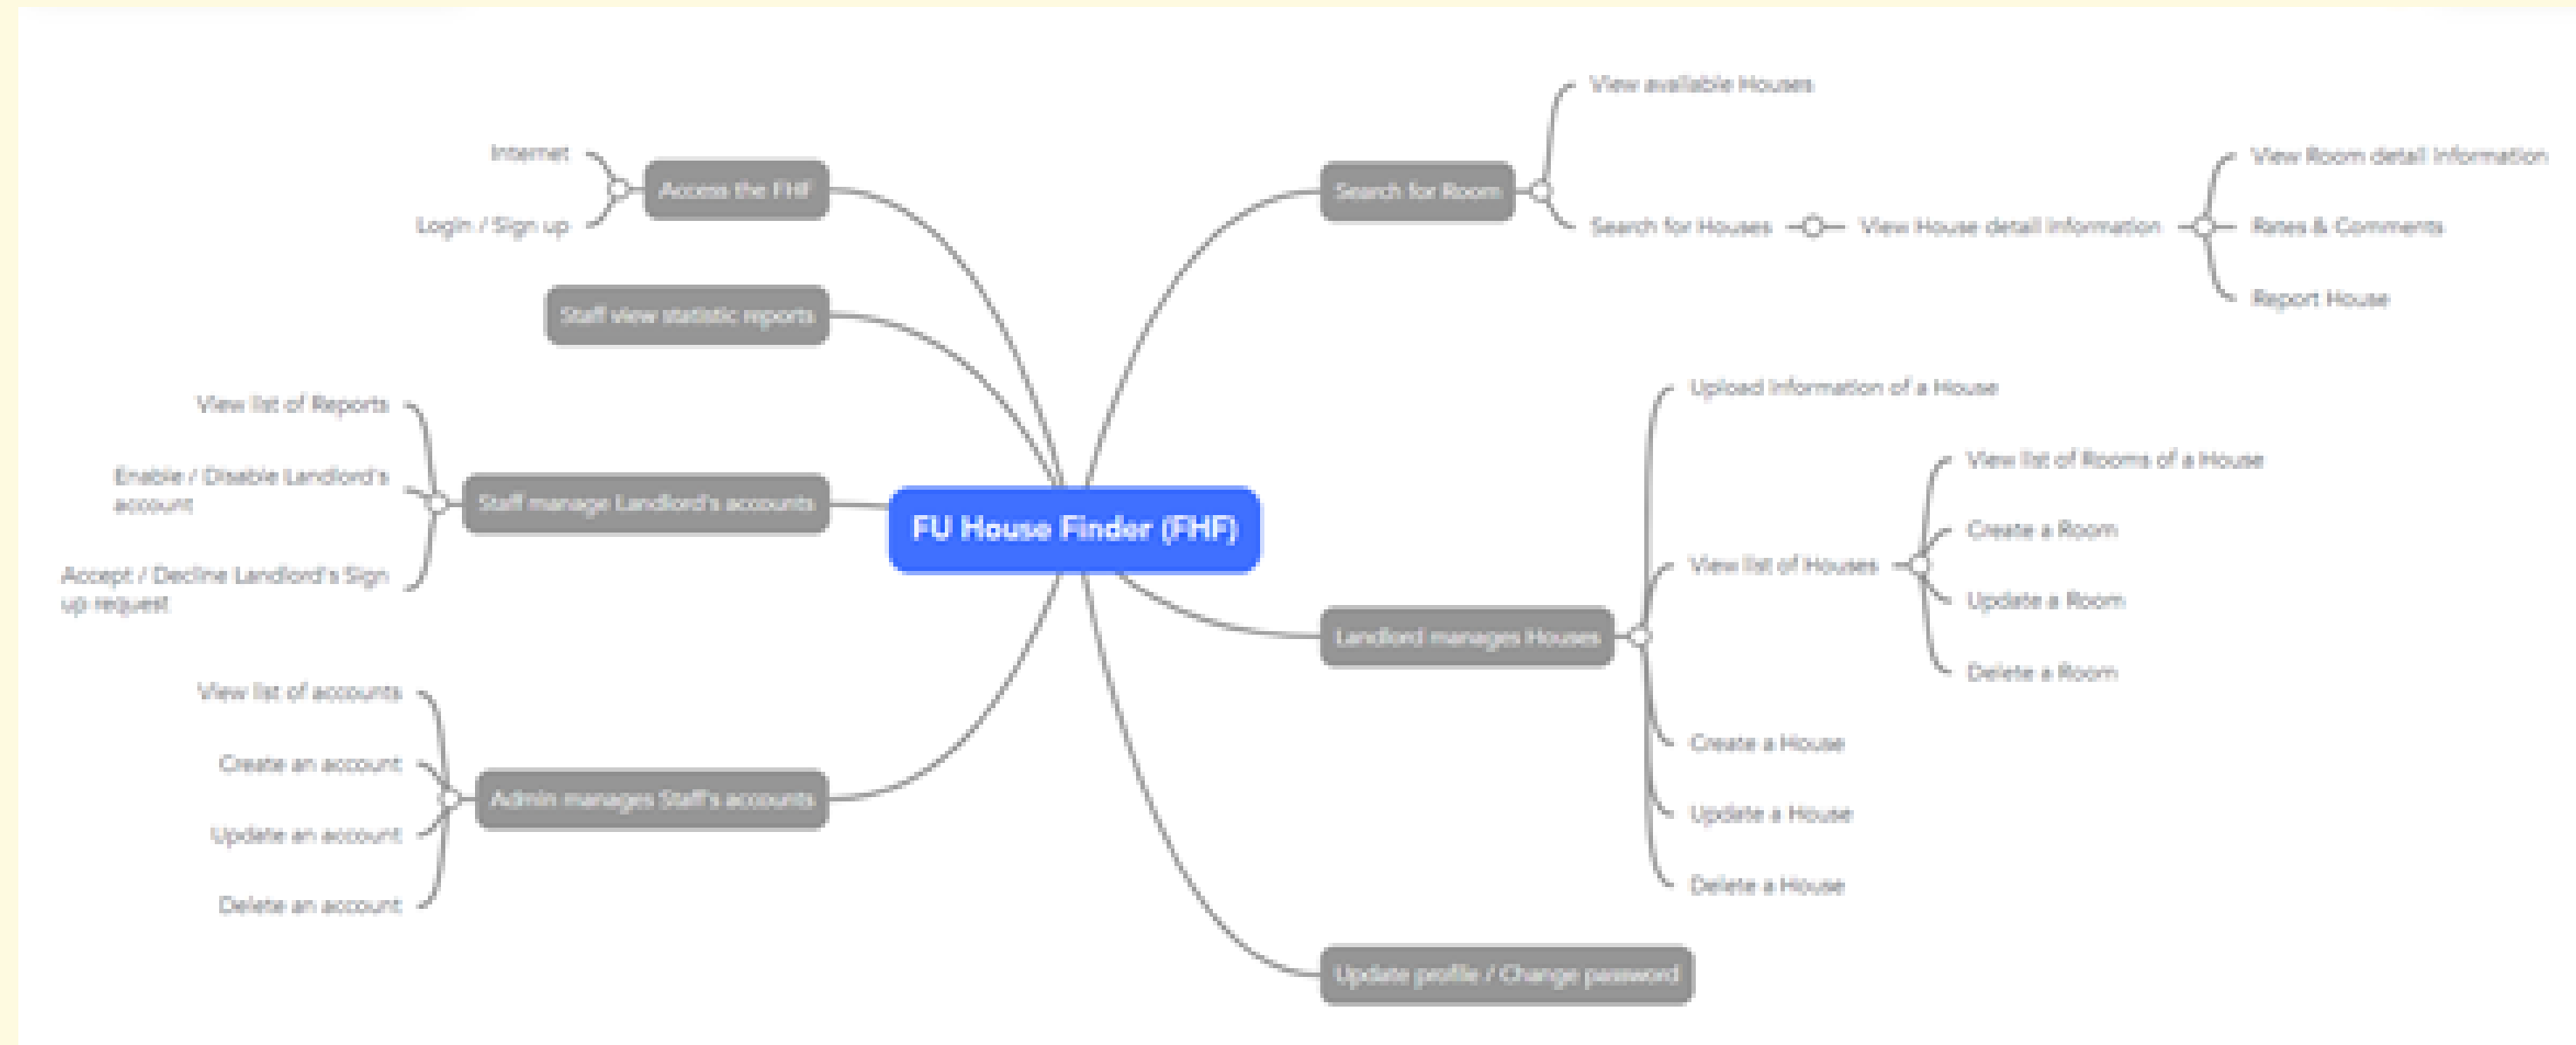 View available Houses
Internet
Access the FHF
Login / Sign up
Search for Room
Search for Houses
View House detail information
View Room detail information
Rates & Comments
Report House
Staff view statistic reports
View list of Reports
Enable / Disable Landlord's
account
Accept / Decline Landlord's Sign
up request
Staff manage Landlord's accounts
FU House Finder (FHF)
Upload information of a House
View list of Houses
View list of Rooms of a House
Create a Room
Update a Room
Delete a Room
Landlord manages Houses
Create a House
Update a House
Delete a House
View list of accounts
Create an account
Update an account
Delete an account
Admin manages Staff's accounts
Update profile / Change password